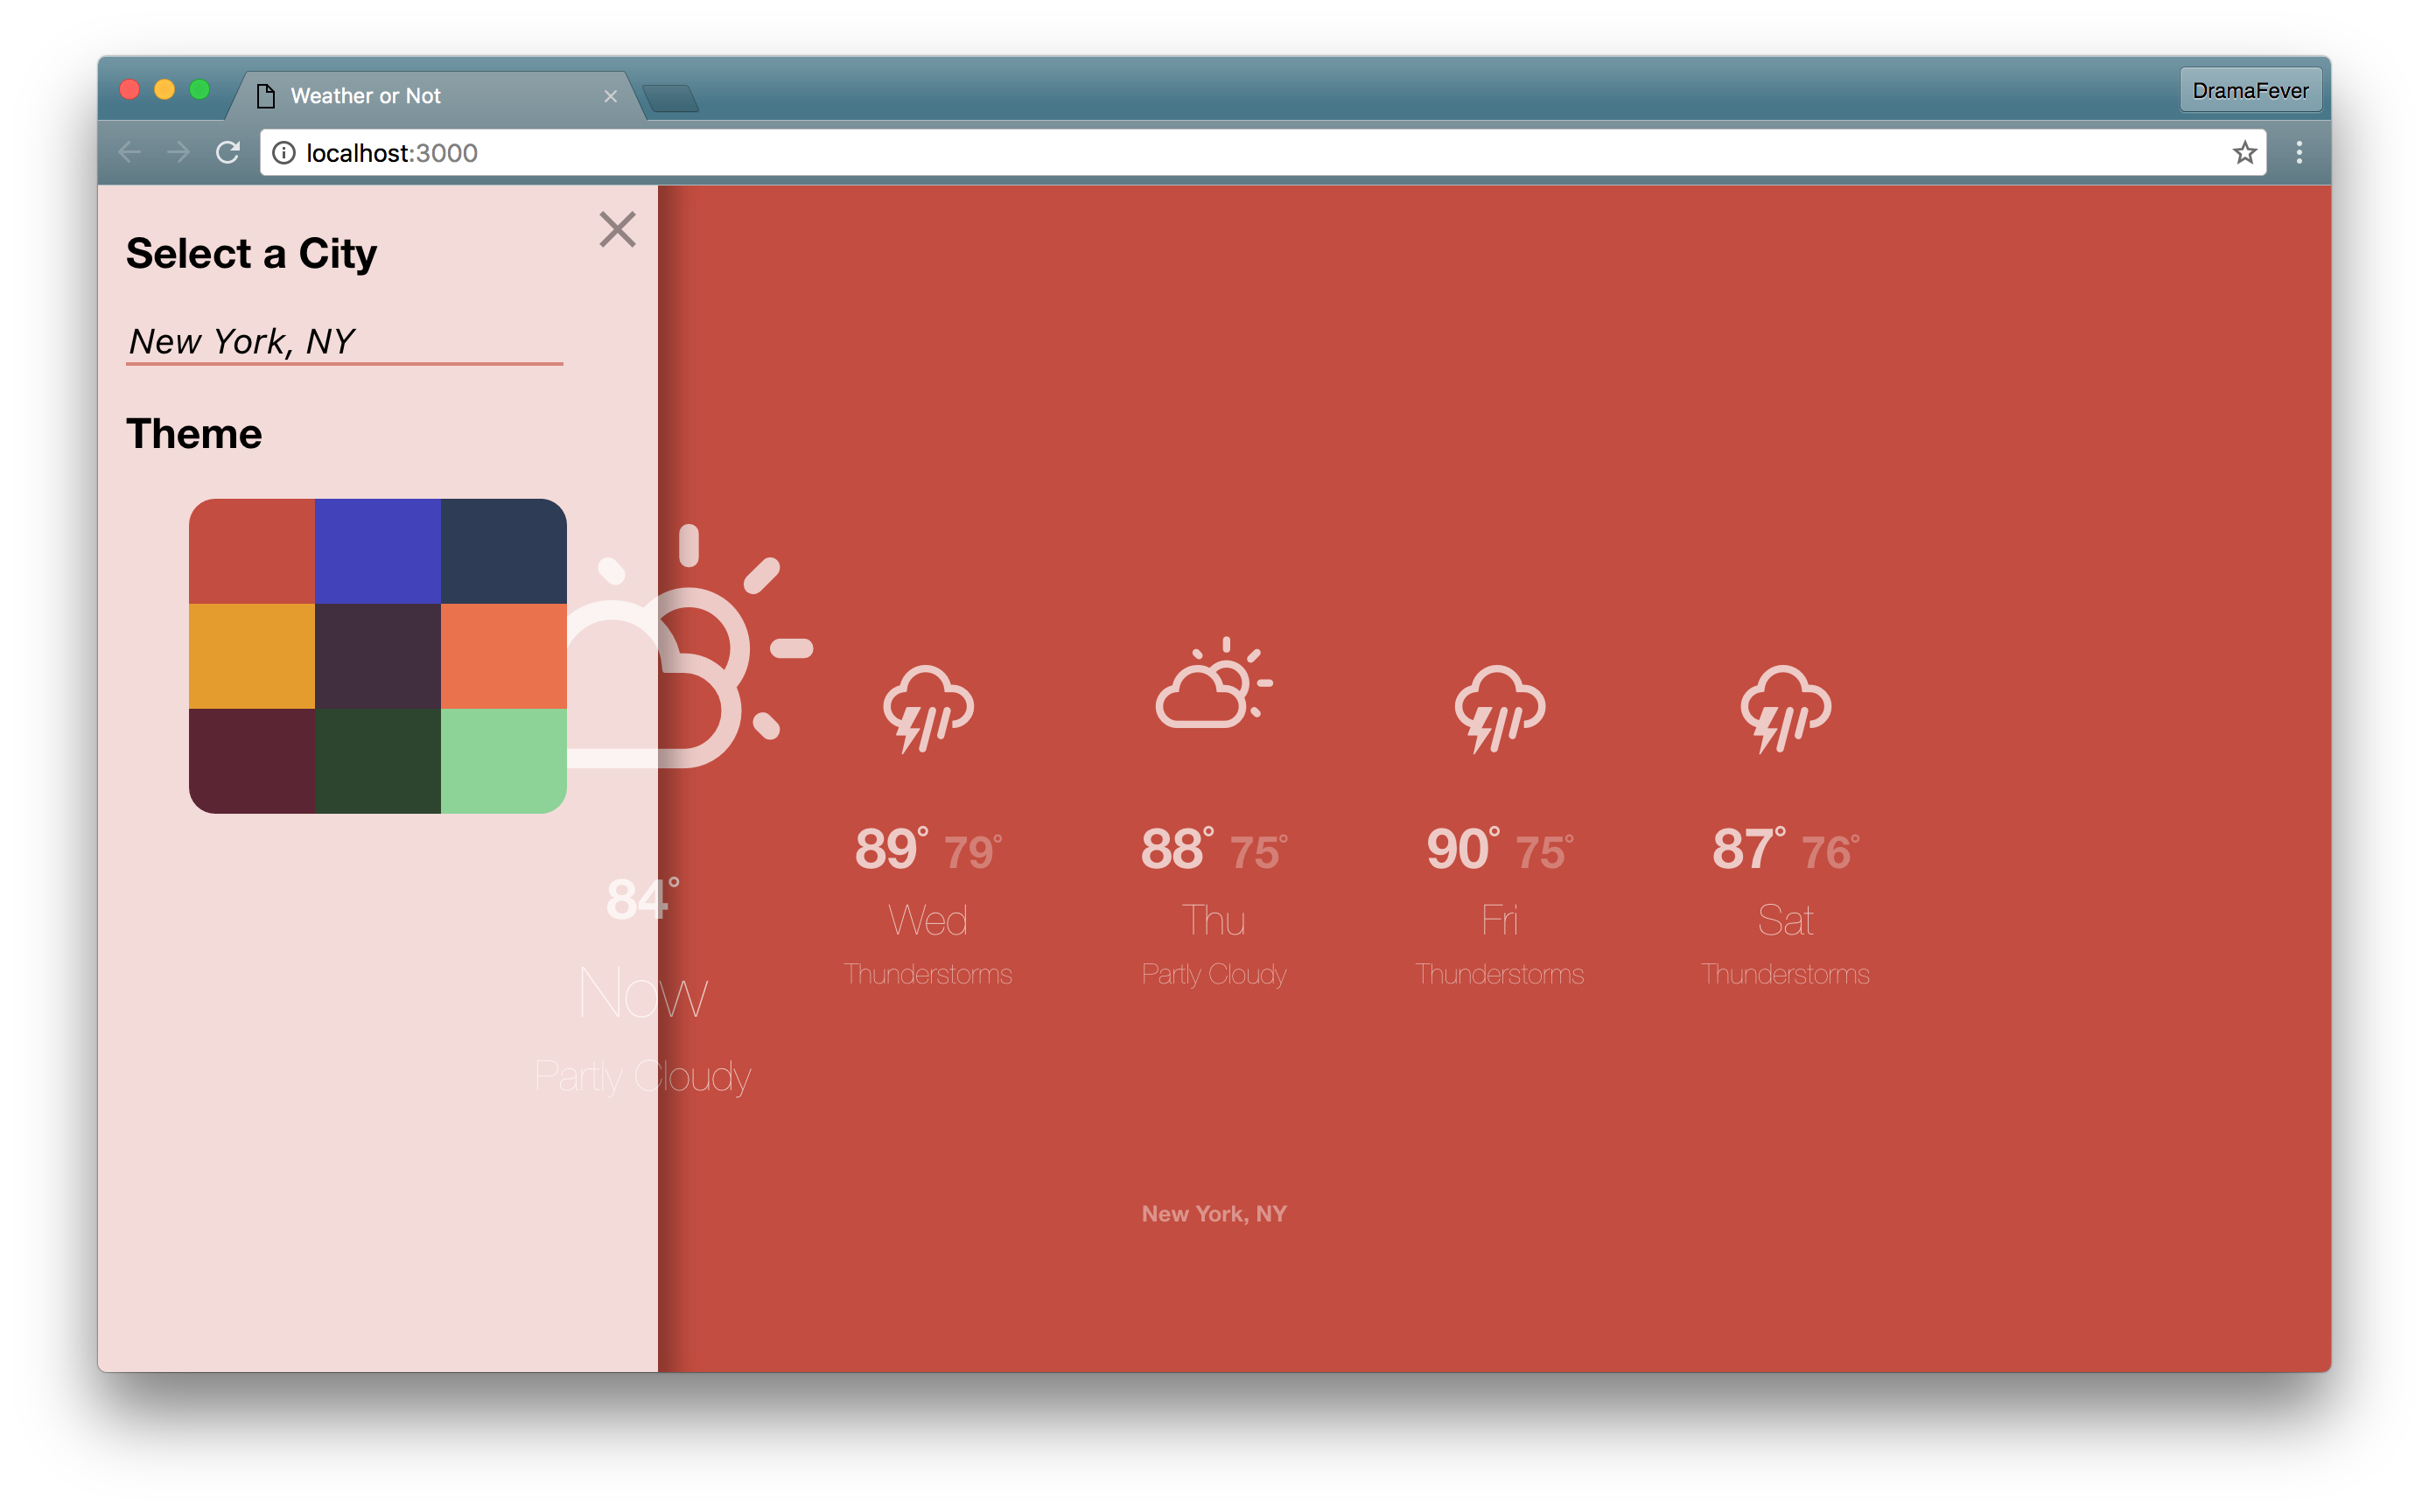 Weather or Not
DramaFever
localhost:3000
Select a City
New York, NY
Theme
84°
Now
Partly Cloudy
89° 79°
Wed
Thunderstorms
88° 75°
Thu
Partly Cloudy
90° 75°
Fri
Thunderstorms
87° 76°
Sat
Thunderstorms
New York, NY